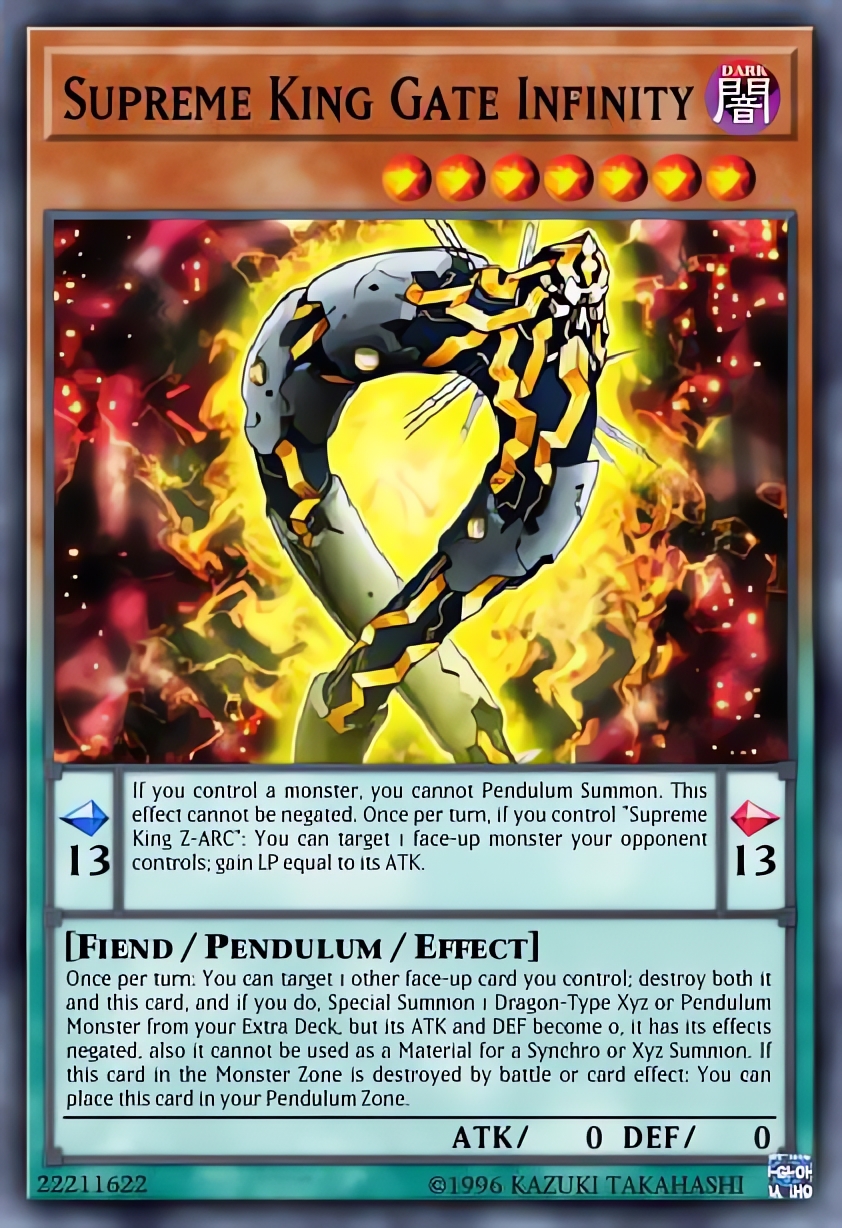 Supreme King Gate Infinity
DARK
闇
If you control a monster, you cannot Pendulum Summon. This
effect cannot be negated. Once per turn, if you control "Supreme
King Z-ARC": You can target 1 face-up monster your opponent
controls; gain LP equal to its ATK.
13
13
[Fiend / Pendulum / Effect]
Once per turn: You can target 1 other face-up card you control; destroy both it
and this card, and if you do, Special Summon 1 Dragon-Type Xyz or Pendulum
Monster from your Extra Deck, but its ATK and DEF become 0, it has its effects
negated, also it cannot be used as a Material for a Synchro or Xyz Summon. If
this card in the Monster Zone is destroyed by battle or card effect: You can
place this card in your Pendulum Zone.
ATK/ 0 DEF/ 0
22211622
©1996 KAZUKI TAKAHASHI